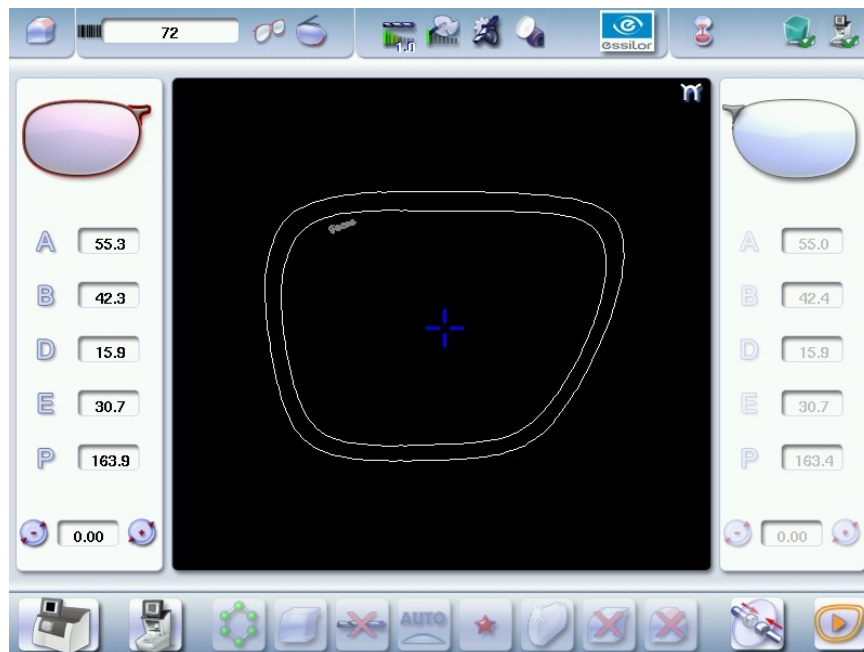 72
1.0
essilor
A 55.3
B 42.3
D 15.9
E 30.7
P 163.9
0.00
A 55.0
B 42.4
D 15.9
E 30.7
P 163.4
0.00
AUTO